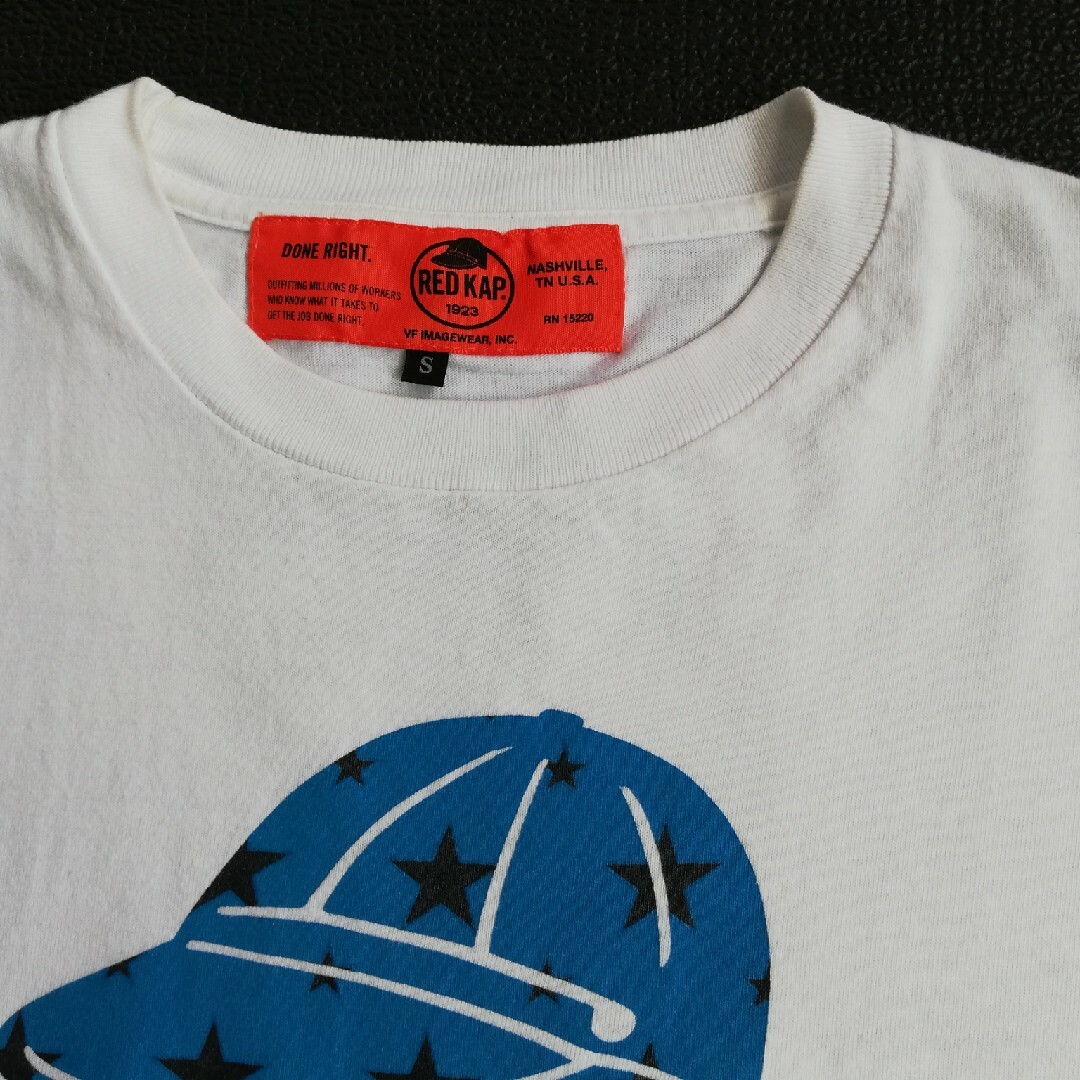 DONE RIGHT.
OUTFITTING MILLIONS OF WORKERS
WHO KNOW WHAT IT TAKES TO
GET THE JOB DONE RIGHT.
RED KAP.
1923
VF IMAGEWEAR, INC.
NASHVILLE,
TN U.S.A.
RN 15220
S